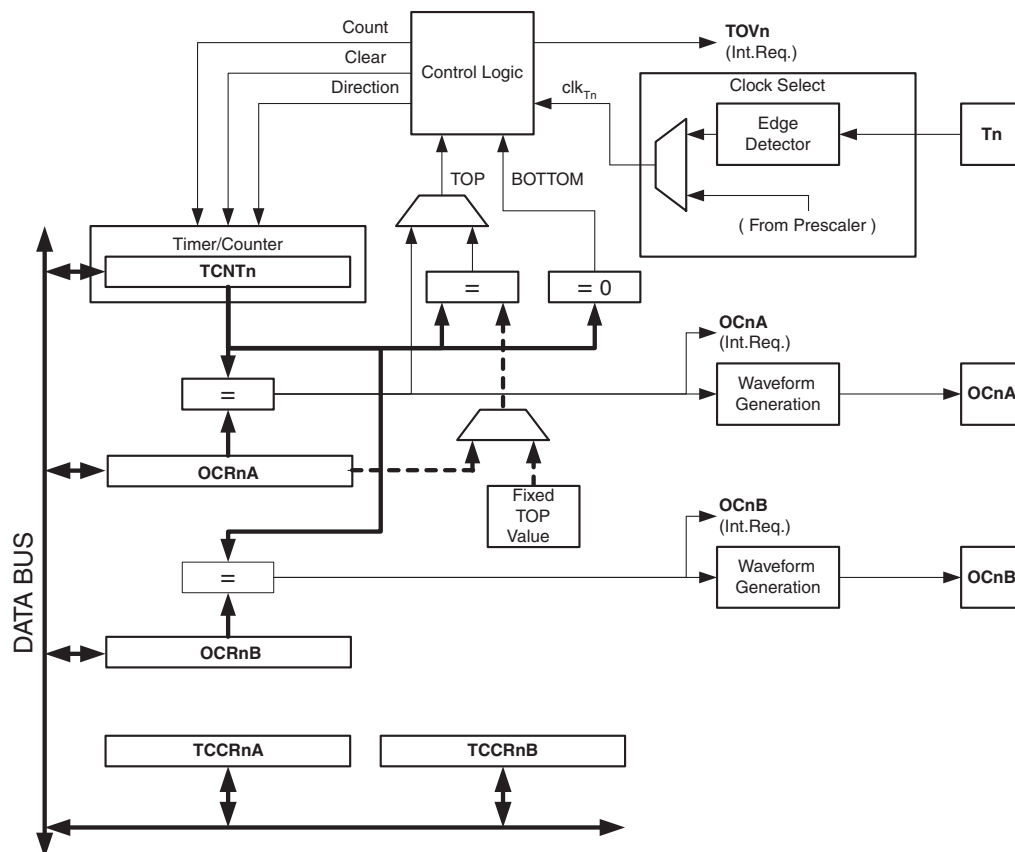 Count
Clear
Direction
Control Logic
TOVn
(Int.Req.)
clkTn
Clock Select
Edge
Detector
Tn
( From Prescaler )
TOP
BOTTOM
Timer/Counter
TCNTn
=
= 0
OCnA
(Int.Req.)
=
Waveform
Generation
OCnA
OCRnA
Fixed
TOP
Value
OCnB
(Int.Req.)
=
Waveform
Generation
OCnB
OCRnB
DATA BUS
TCCRnA
TCCRnB